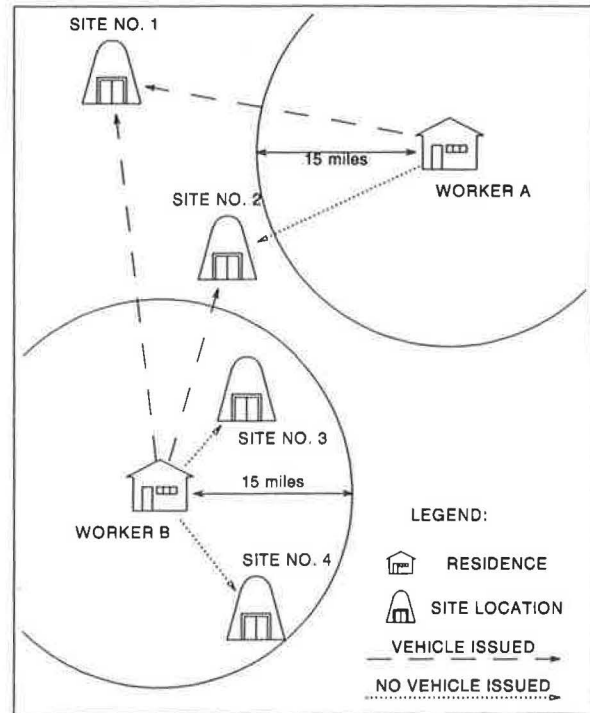 SITE NO. 1
15 miles
WORKER A
SITE NO. 2
SITE NO. 3
15 miles
WORKER B
SITE NO. 4
LEGEND:
RESIDENCE
SITE LOCATION
VEHICLE ISSUED
NO VEHICLE ISSUED